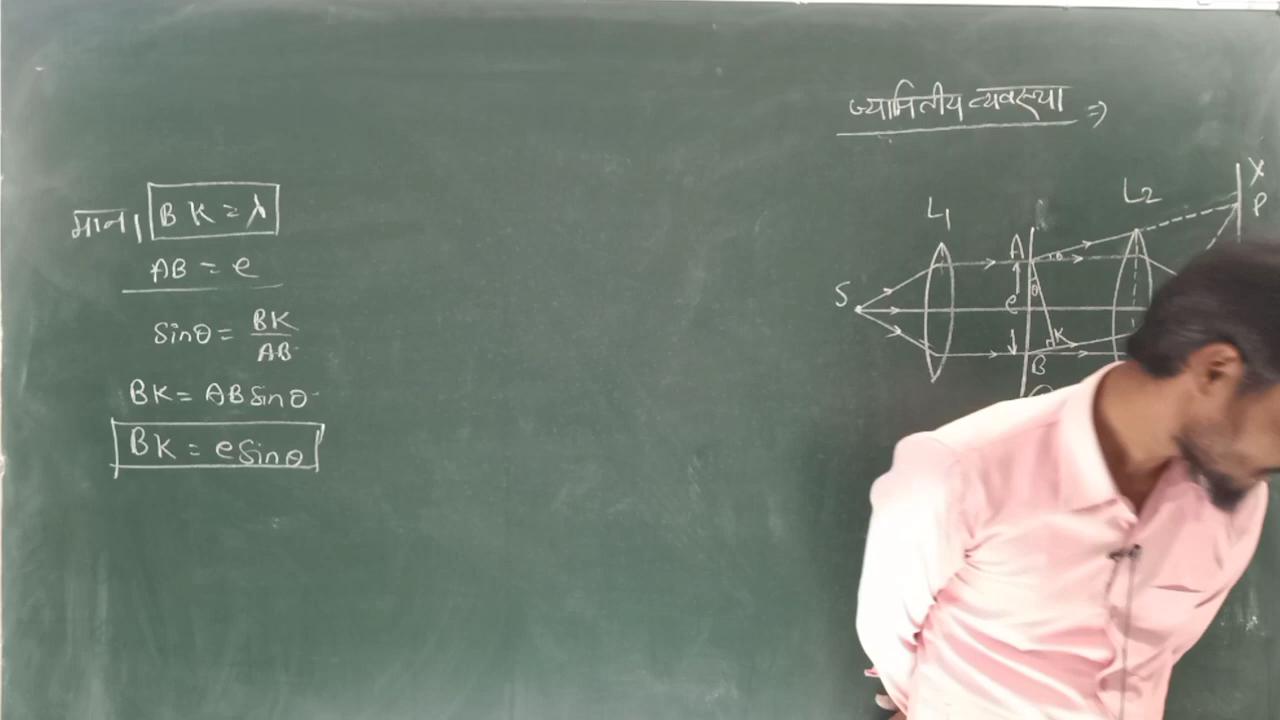 माना BK = λ
AB = e
Sinθ = BK/AB
BK = AB Sinθ
BK = e Sinθ
ज्यामितीय व्यवस्था ⇒
X
P
L2
L1
A
θ
S
θ
e
K
B